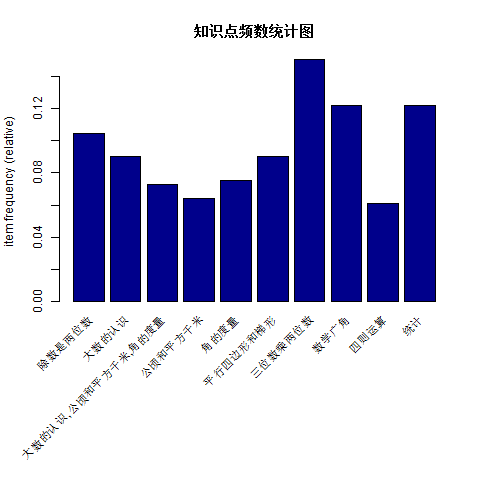 知识点频数统计图
item frequency (relative)
0.12
0.08
0.04
0.00
除数是两位数
大数的认识
大数的认识,公顷和平方千米,角的度量
公顷和平方千米
角的度量
平行四边形和梯形
三位数乘两位数
数学广角
四则运算
统计